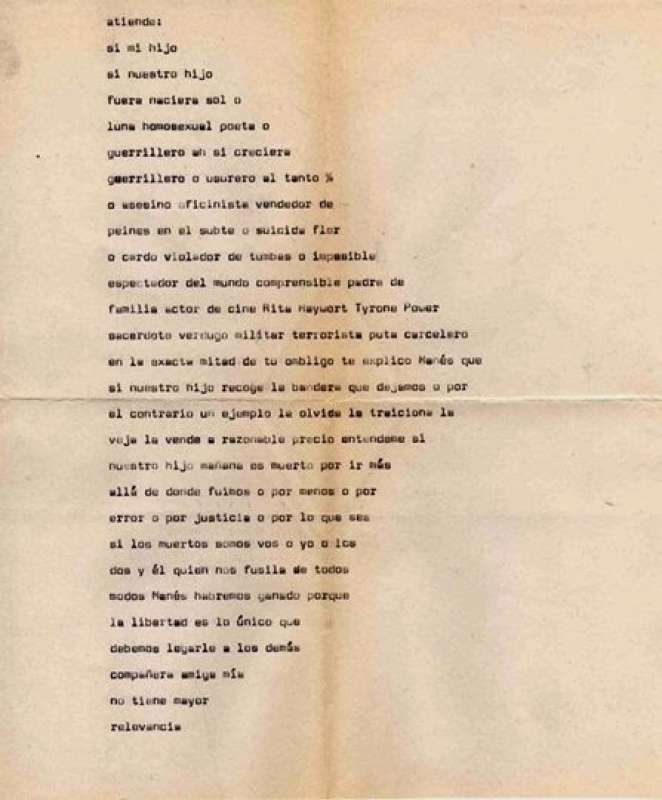 atiende:
si mi hijo
si nuestro hijo
fuera naciera sol o
luna homosexual poeta o
guerrillero ah si creciera
guerrillero o usurero al tanto %
o asesino oficinista vendedor de
peines en el subte o suicida flor
o cardo violador de tumbas o impasible
espectador del mundo comprensible padre de
familia actor de cine Rita Haywort Tyrone Power
sacerdote verdugo militar terrorista puta carcelero
en la exacta mitad de tu ombligo te explico Manés que
si nuestro hijo recoge la bandera que dejamos o por
el contrario un ejemplo la olvida la traiciona la
veja la vende a razonable precio entendeme si
nuestro hijo mañana es muerto por ir más
allá de donde fuimos o por menos o por
error o por justicia o por lo que sea
si los muertos somos vos o yo o los
dos y él quien nos fusila de todos
modos Manés habremos ganado porque
la libertad es lo único que
debemos legarle a los demás
compañera amiga mía
no tiene mayor
relevancia